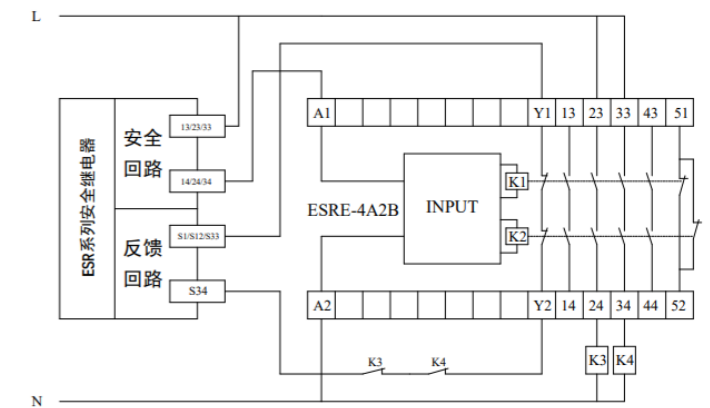 L
A1 Y1 13 23 33 43 51
ESR系列安全继电器
安全
回路
13/23/33
14/24/34
反馈
回路
S1/S12/S33
S34
ESRE-4A2B
INPUT
K1
K2
A2 Y2 14 24 34 44 52
K3 K4
K3 K4
N